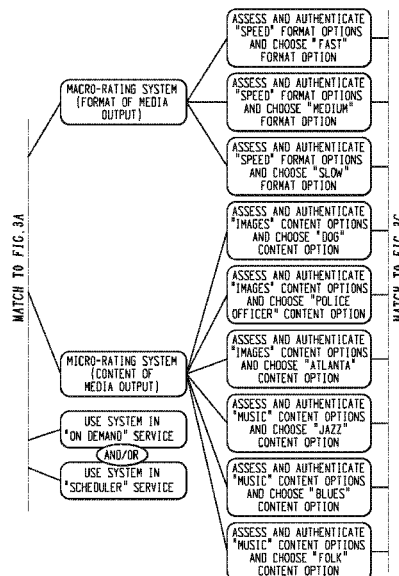 MATCH TO FIG.3A
MACRO-RATING SYSTEM
(FORMAT OF MEDIA
OUTPUT)
MICRO-RATING SYSTEM
(CONTENT OF
MEDIA OUTPUT)
USE SYSTEM IN
"ON DEMAND" SERVICE
AND/OR
USE SYSTEM IN
"SCHEDULER" SERVICE
ASSESS AND AUTHENTICATE
"SPEED" FORMAT OPTIONS
AND CHOOSE "FAST"
FORMAT OPTION
ASSESS AND AUTHENTICATE
"SPEED" FORMAT OPTIONS
AND CHOOSE "MEDIUM"
FORMAT OPTION
ASSESS AND AUTHENTICATE
"SPEED" FORMAT OPTIONS
AND CHOOSE "SLOW"
FORMAT OPTION
ASSESS AND AUTHENTICATE
"IMAGES" CONTENT OPTIONS
AND CHOOSE "DOG"
CONTENT OPTION
ASSESS AND AUTHENTICATE
"IMAGES" CONTENT OPTIONS
AND CHOOSE "POLICE
OFFICER" CONTENT OPTION
ASSESS AND AUTHENTICATE
"IMAGES" CONTENT OPTIONS
AND CHOOSE "ATLANTA"
CONTENT OPTION
ASSESS AND AUTHENTICATE
"MUSIC" CONTENT OPTIONS
AND CHOOSE "JAZZ"
CONTENT OPTION
ASSESS AND AUTHENTICATE
"MUSIC" CONTENT OPTIONS
AND CHOOSE "BLUES"
CONTENT OPTION
ASSESS AND AUTHENTICATE
"MUSIC" CONTENT OPTIONS
AND CHOOSE "FOLK"
CONTENT OPTION
MATCH TO FIG.3C